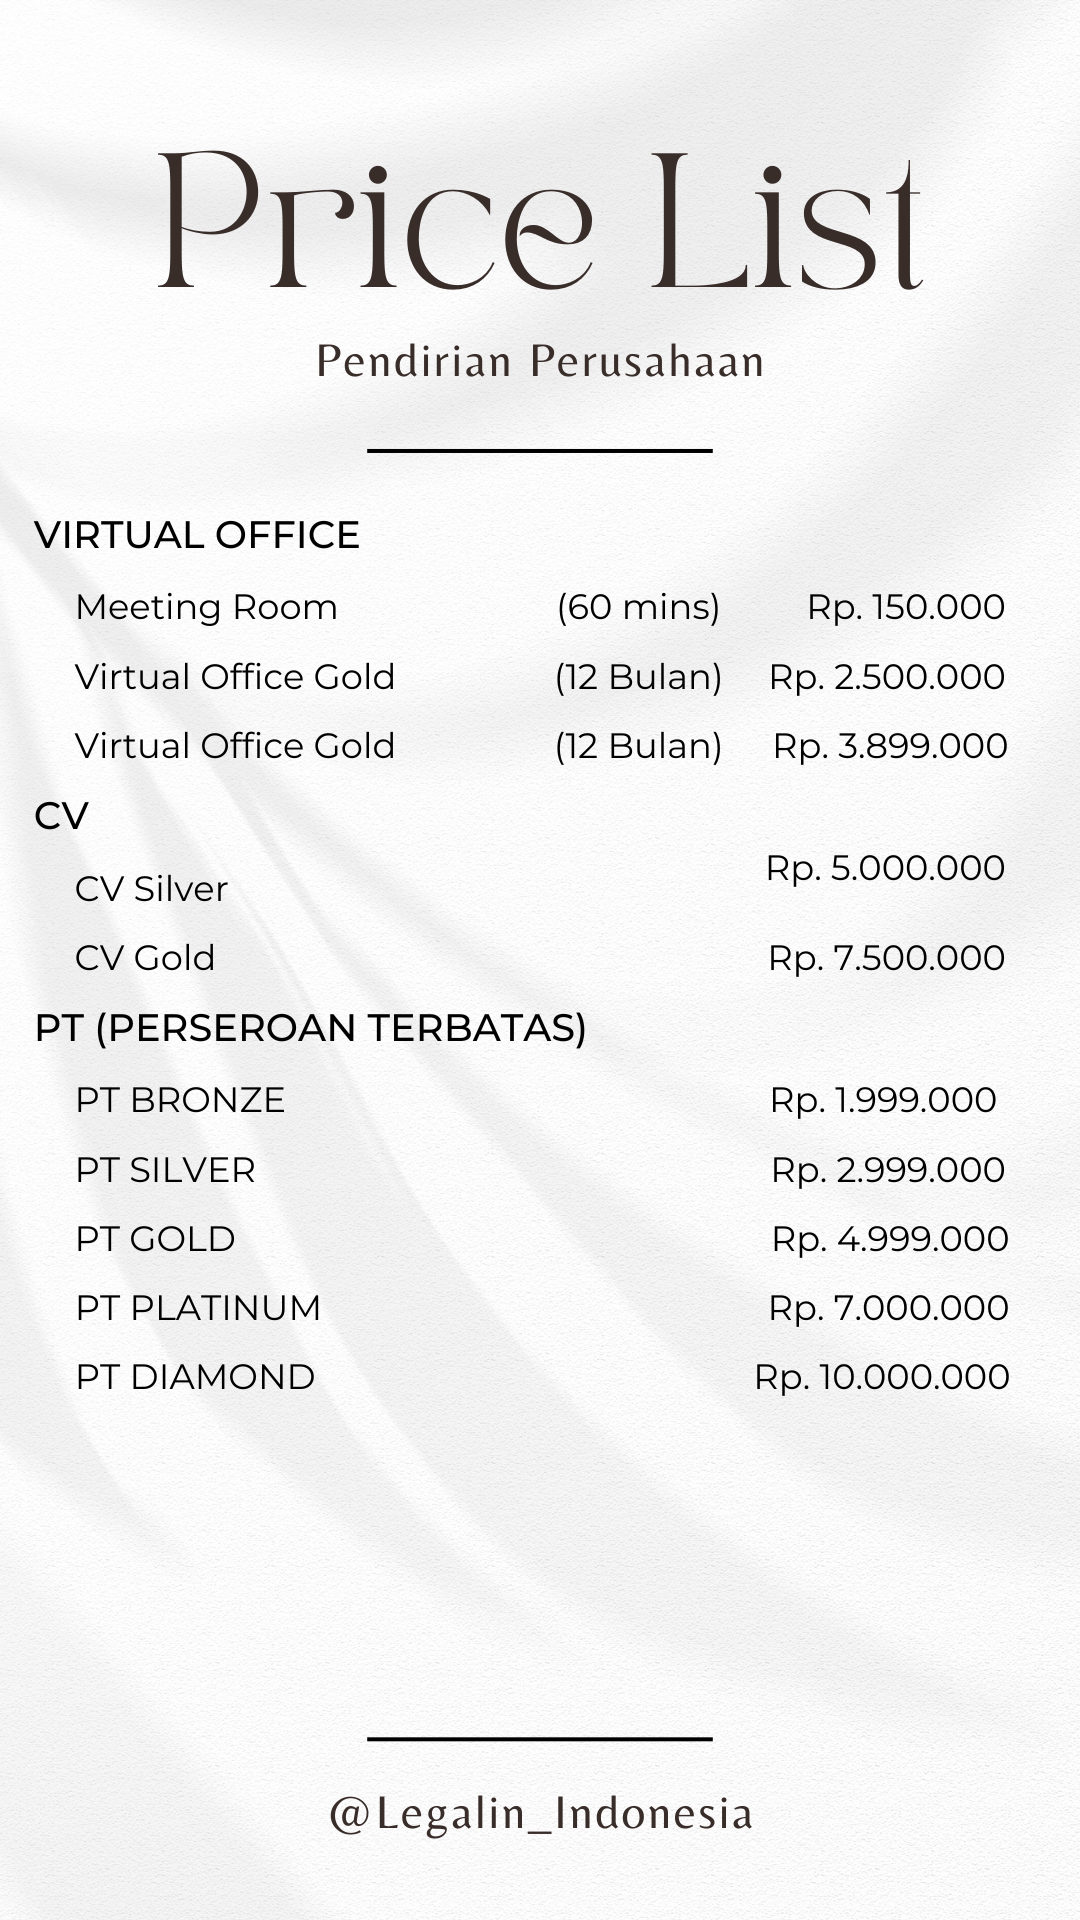 Price List
Pendirian Perusahaan
VIRTUAL OFFICE
Meeting Room (60 mins) Rp. 150.000
Virtual Office Gold (12 Bulan) Rp. 2.500.000
Virtual Office Gold (12 Bulan) Rp. 3.899.000
CV
CV Silver Rp. 5.000.000
CV Gold Rp. 7.500.000
PT (PERSEROAN TERBATAS)
PT BRONZE Rp. 1.999.000
PT SILVER Rp. 2.999.000
PT GOLD Rp. 4.999.000
PT PLATINUM Rp. 7.000.000
PT DIAMOND Rp. 10.000.000
@Legalin_Indonesia